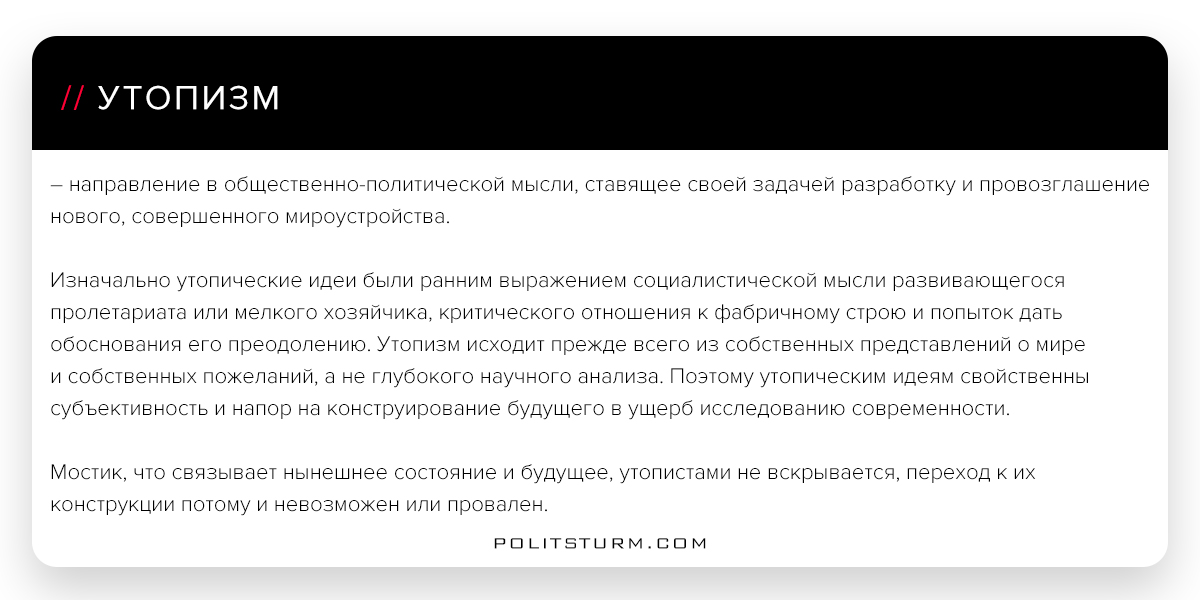 // УТОПИЗМ
– направление в общественно-политической мысли, ставящее своей задачей разработку и провозглашение
нового, совершенного мироустройства.
Изначально утопические идеи были ранним выражением социалистической мысли развивающегося
пролетариата или мелкого хозяйчика, критического отношения к фабричному строю и попыток дать
обоснования его преодолению. Утопизм исходит прежде всего из собственных представлений о мире
и собственных пожеланий, а не глубокого научного анализа. Поэтому утопическим идеям свойственны
субъективность и напор на конструирование будущего в ущерб исследованию современности.
Мостик, что связывает нынешнее состояние и будущее, утопистами не вскрывается, переход к их
конструкции потому и невозможен или провален.
POLITSTURM.COM